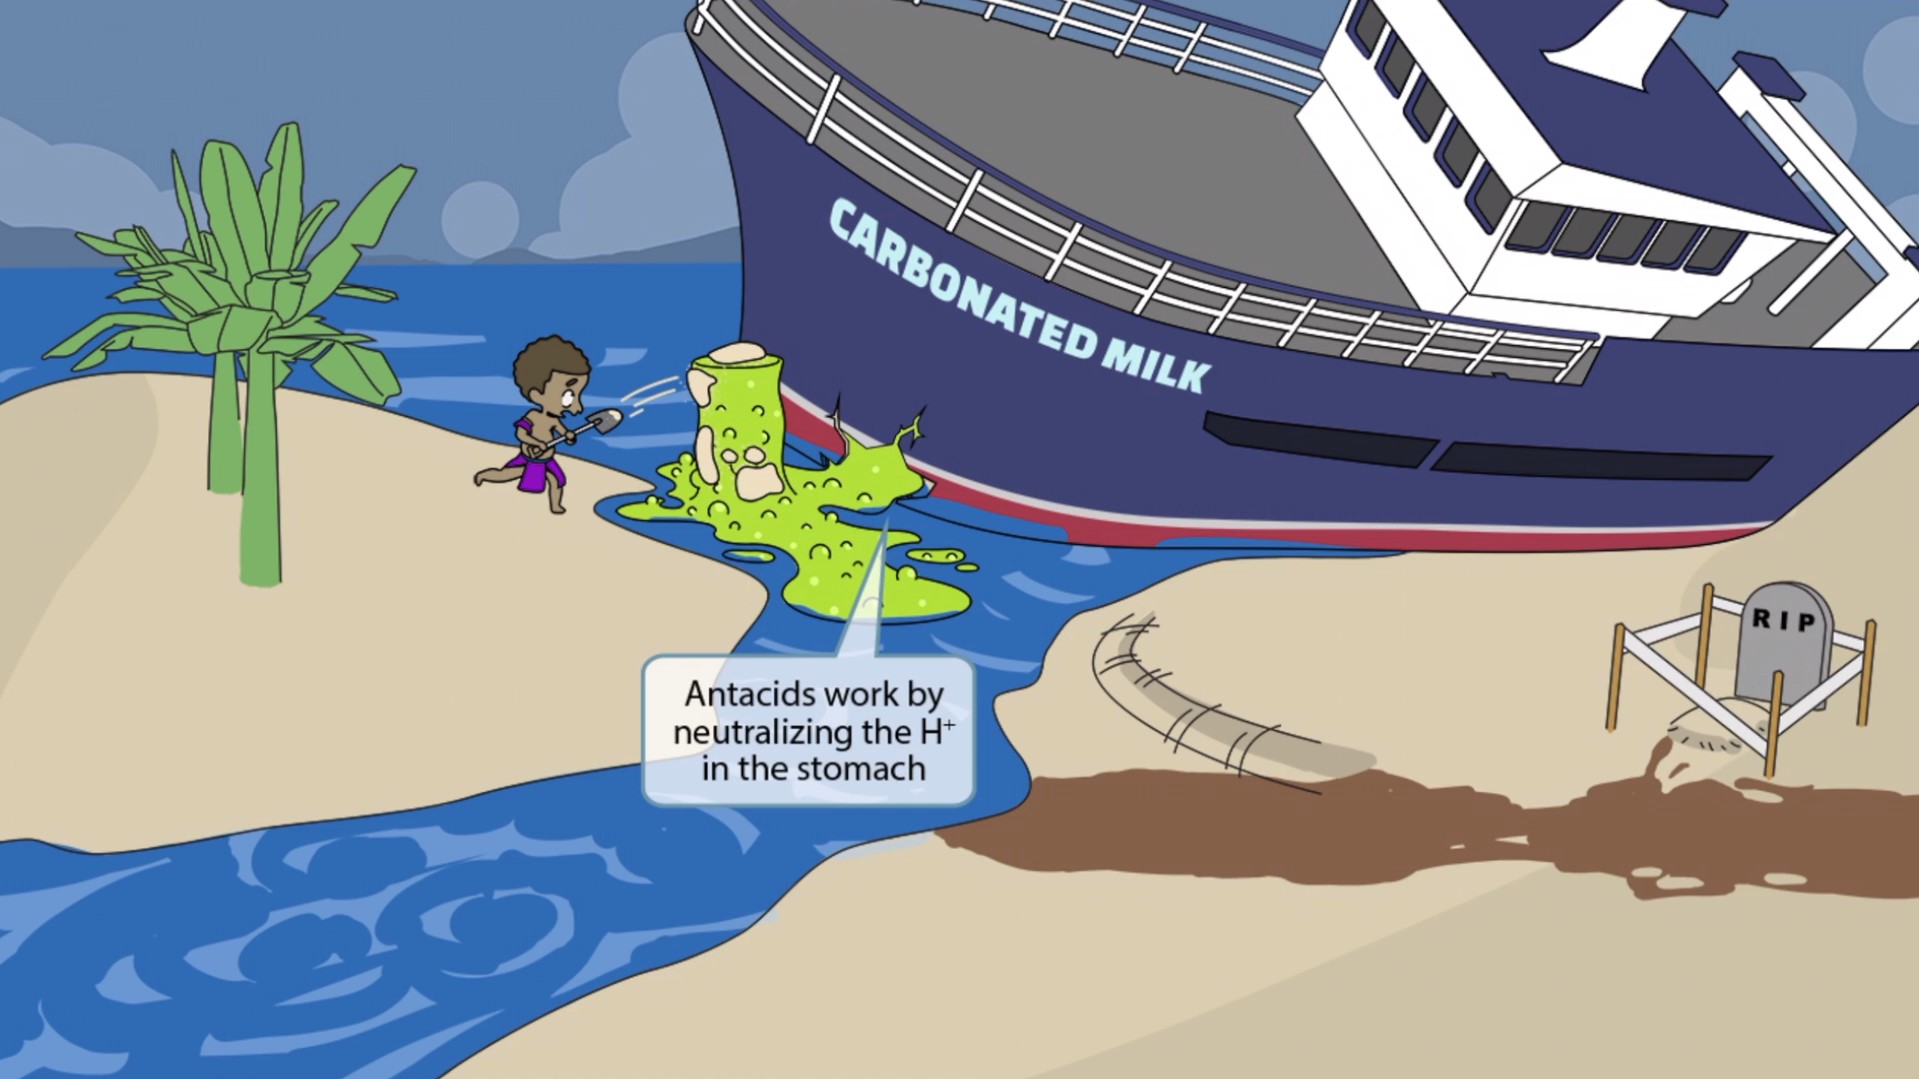 CARBONATED MILK
RIP
Antacids work by
neutralizing the H⁺
in the stomach